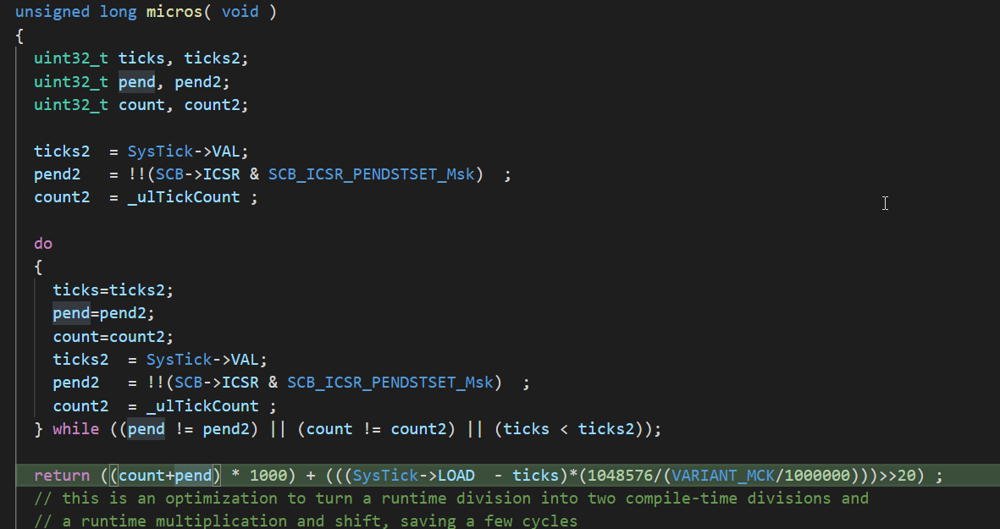 unsigned long micros( void )
{
  uint32_t ticks, ticks2;
  uint32_t pend, pend2;
  uint32_t count, count2;

  ticks2  = SysTick->VAL;
  pend2   = !!(SCB->ICSR & SCB_ICSR_PENDSTSET_Msk)  ;
  count2  = _ulTickCount ;

  do
  {
    ticks=ticks2;
    pend=pend2;
    count=count2;
    ticks2  = SysTick->VAL;
    pend2   = !!(SCB->ICSR & SCB_ICSR_PENDSTSET_Msk)  ;
    count2  = _ulTickCount ;
  } while ((pend != pend2) || (count != count2) || (ticks < ticks2));

  return ((count+pend) * 1000) + (((SysTick->LOAD  - ticks)*(1048576/(VARIANT_MCK/1000000)))>>20) ;
  // this is an optimization to turn a runtime division into two compile-time divisions and
  // a runtime multiplication and shift, saving a few cycles